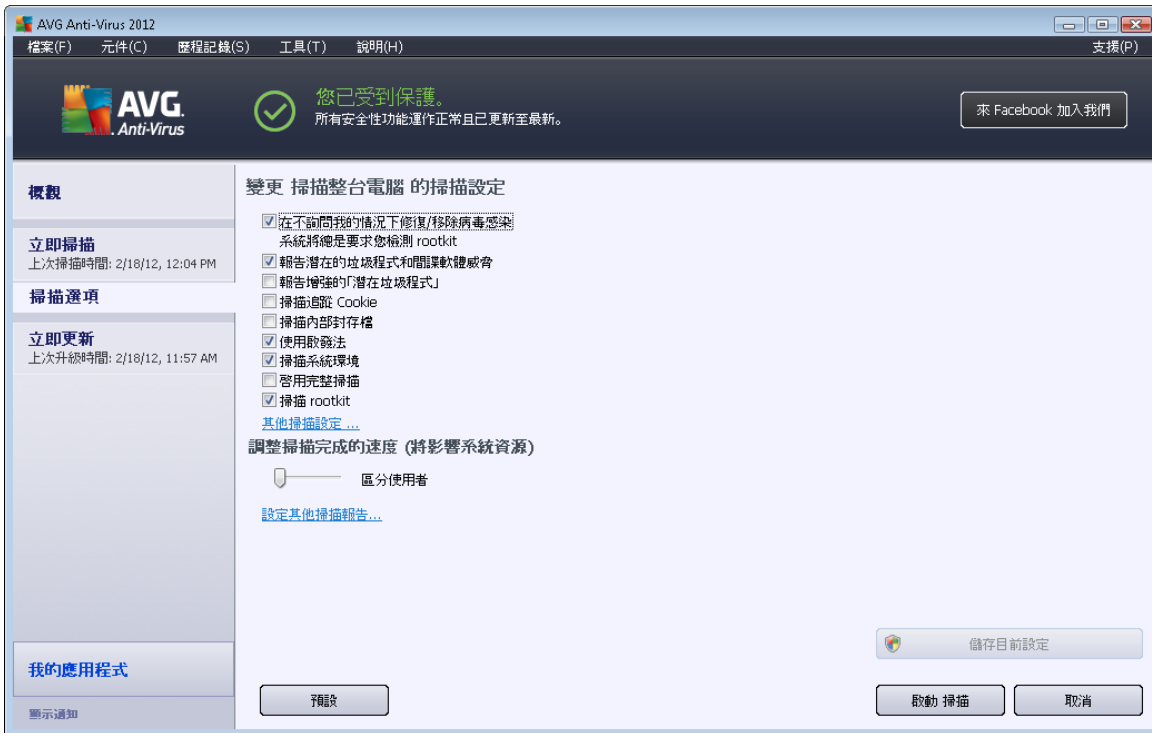 AVG Anti-Virus 2012
檔案(F) 元件(C) 歷程記錄(S) 工具(T) 說明(H) 支援(P)
AVG.
Anti-Virus
您已受到保護。
所有安全性功能運作正常且已更新至最新。
來 Facebook 加入我們
概觀
立即掃描
上次掃描時間: 2/18/12, 12:04 PM
掃描選項
立即更新
上次升級時間: 2/18/12, 11:57 AM
我的應用程式
顯示通知
變更 掃描整台電腦 的掃描設定
在不詢問我的情況下修復/移除病毒感染
系統將總是要求您檢測 rootkit
報告潛在的垃圾程式和間諜軟體威脅
報告增強的「潛在垃圾程式」
掃描追蹤 Cookie
掃描內部封存檔
使用啟發法
掃描系統環境
啓用完整掃描
掃描 rootkit
其他掃描設定 ...
調整掃描完成的速度 (將影響系統資源)
區分使用者
設定其他掃描報告...
儲存目前設定
預設
啟動 掃描
取消